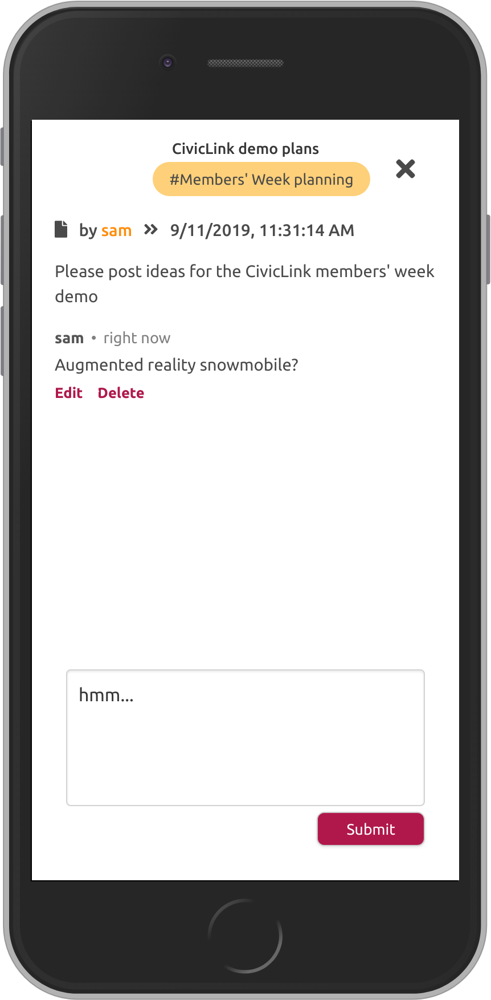 CivicLink demo plans
#Members' Week planning
by sam » 9/11/2019, 11:31:14 AM
Please post ideas for the CivicLink members' week
demo
sam • right now
Augmented reality snowmobile?
Edit Delete
hmm...
Submit